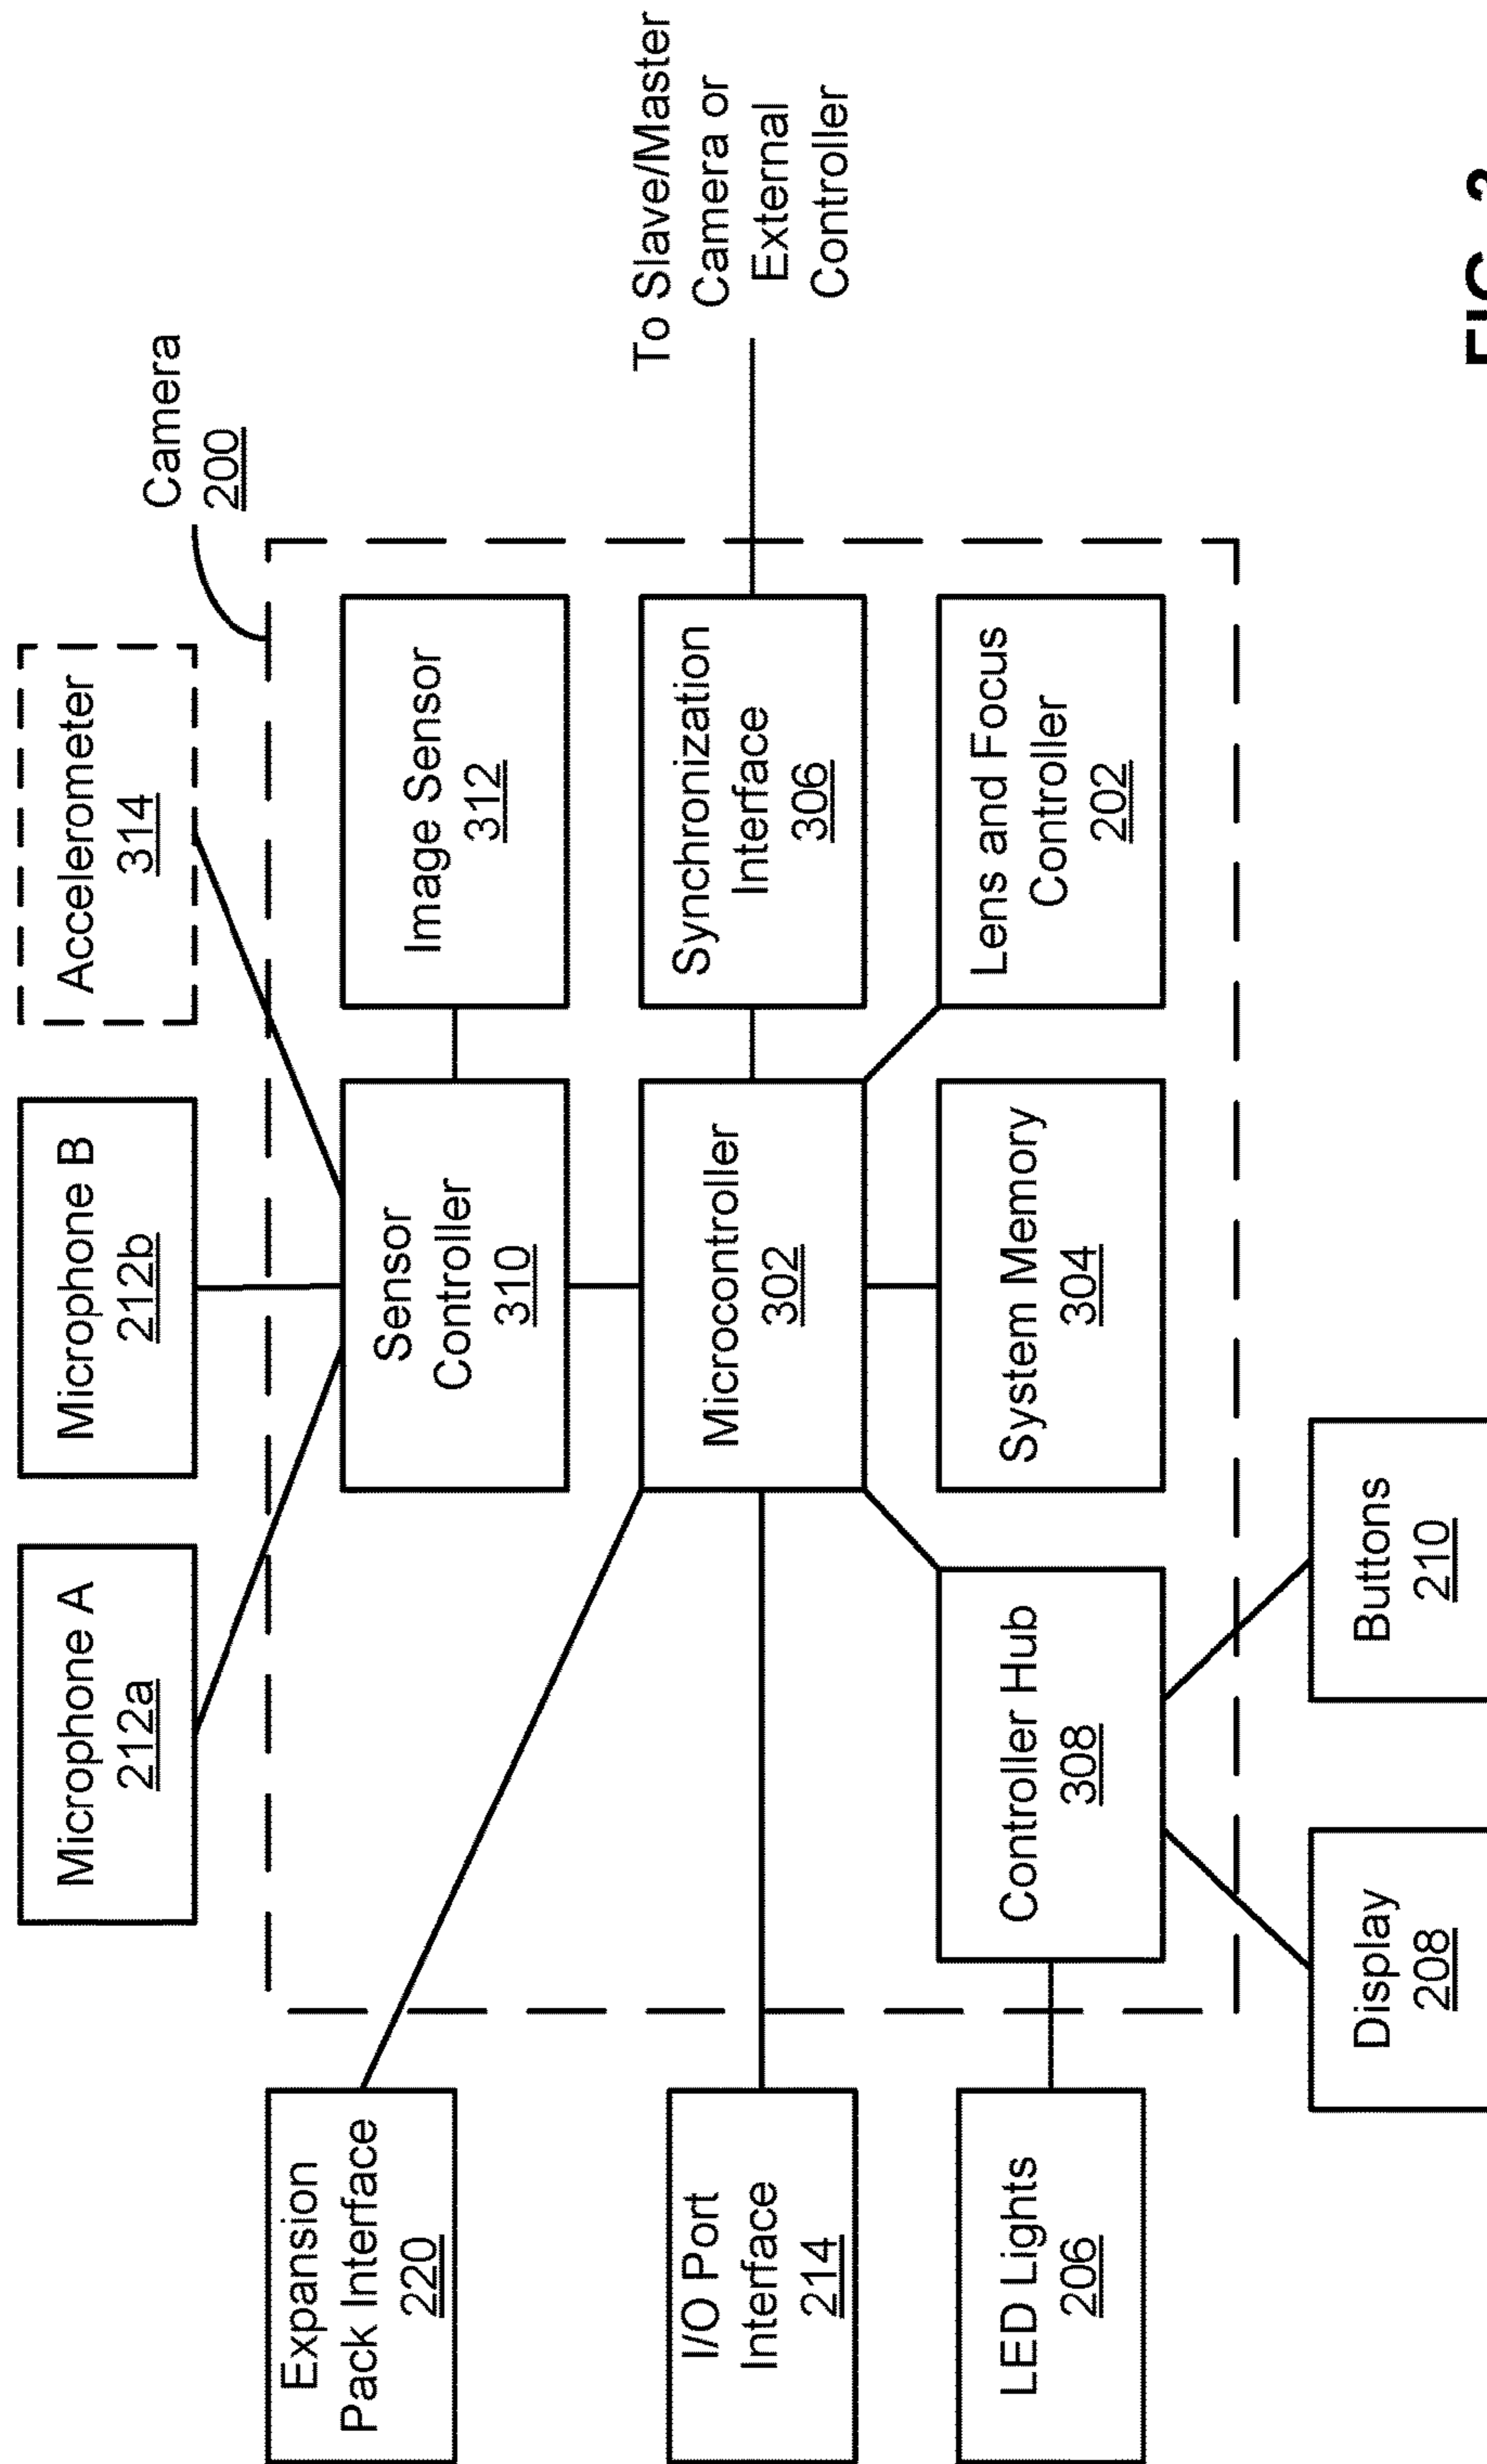 Microphone A
212a
Microphone B
212b
Accelerometer
314
Camera
200
Expansion
Pack Interface
220
Sensor
Controller
310
Image Sensor
312
I/O Port
Interface
214
Microcontroller
302
Synchronization
Interface
306
To Slave/Master
Camera or
External
Controller
LED Lights
206
Controller Hub
308
System Memory
304
Lens and Focus
Controller
202
Display
208
Buttons
210